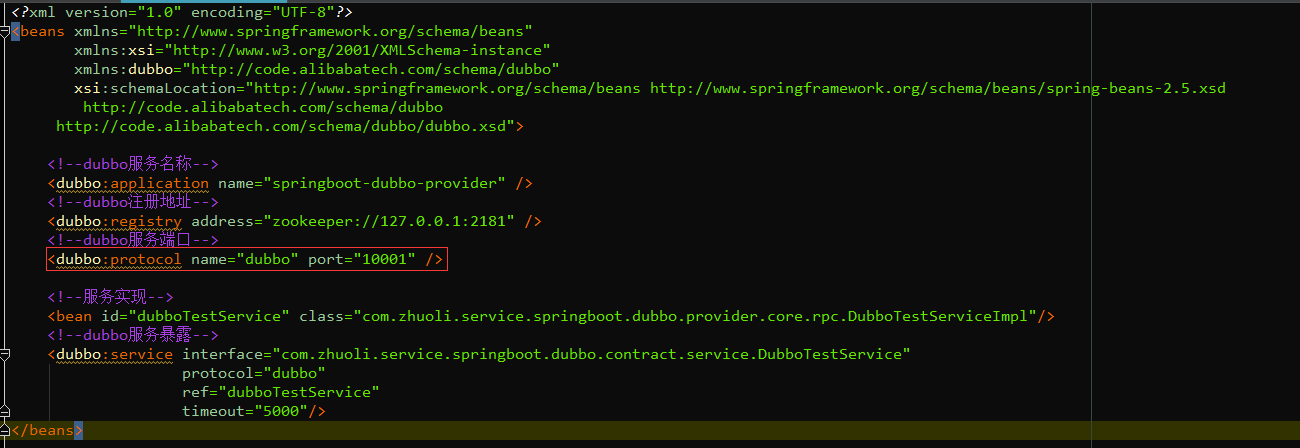 <?xml version="1.0" encoding="UTF-8"?>
<beans xmlns="http://www.springframework.org/schema/beans"
       xmlns:xsi="http://www.w3.org/2001/XMLSchema-instance"
       xmlns:dubbo="http://code.alibabatech.com/schema/dubbo"
       xsi:schemaLocation="http://www.springframework.org/schema/beans http://www.springframework.org/schema/beans/spring-beans-2.5.xsd
        http://code.alibabatech.com/schema/dubbo
     http://code.alibabatech.com/schema/dubbo/dubbo.xsd">
    <!--dubbo服务名称-->
    <dubbo:application name="springboot-dubbo-provider" />
    <!--dubbo注册地址-->
    <dubbo:registry address="zookeeper://127.0.0.1:2181" />
    <!--dubbo服务端口-->
    <dubbo:protocol name="dubbo" port="10001" />
    <!--服务实现-->
    <bean id="dubboTestService" class="com.zhuoli.service.springboot.dubbo.provider.core.rpc.DubboTestServiceImpl"/>
    <!--dubbo服务暴露-->
    <dubbo:service interface="com.zhuoli.service.springboot.dubbo.contract.service.DubboTestService"
                   protocol="dubbo"
                   ref="dubboTestService"
                   timeout="5000"/>
</beans>